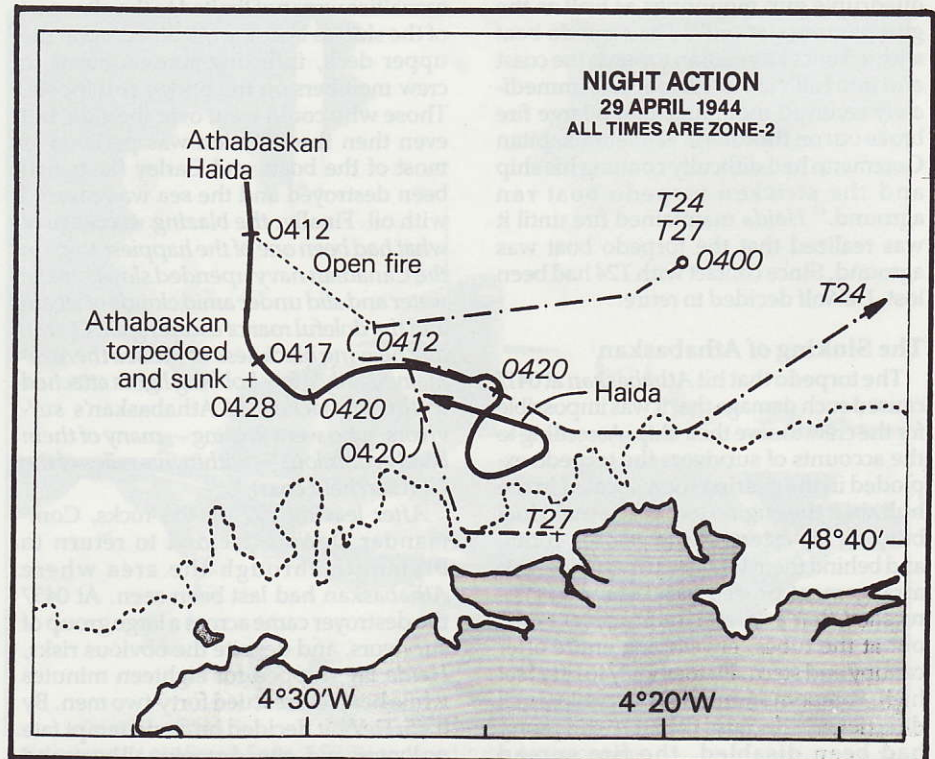 NIGHT ACTION
29 APRIL 1944
ALL TIMES ARE ZONE-2
Athabaskan
Haida
0412
Open fire
T24
T27
0400
T24
0412
Athabaskan
torpedoed
and sunk
0417
0428
0420
0420
Haida
0420
T27
48°40'
4°30'W
4°20'W